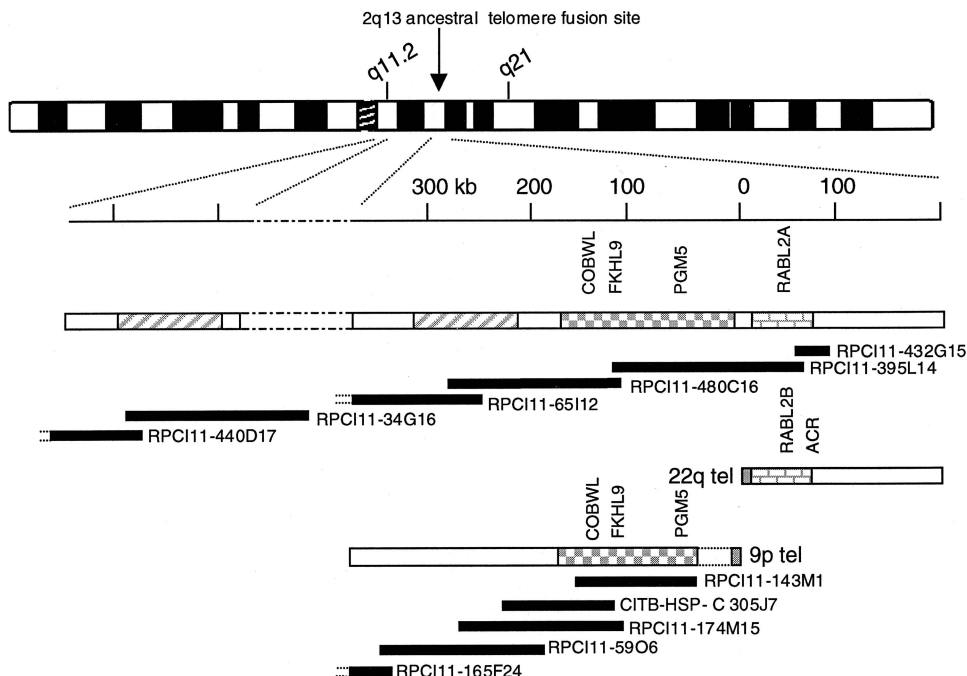 2q13 ancestral telomere fusion site
q11.2
q21
300 kb 200 100 0 100
COBWL
FKHL9
PGM5
RABL2A
RPCI11-432G15
RPCI11-395L14
RPCI11-480C16
RPCI11-65I12
RPCI11-34G16
RPCI11-440D17
RABL2B
ACR
22q tel
COBWL
FKHL9
PGM5
9p tel
RPCI11-143M1
CITB-HSP- C 305J7
RPCI11-174M15
RPCI11-59O6
RPCI11-165F24